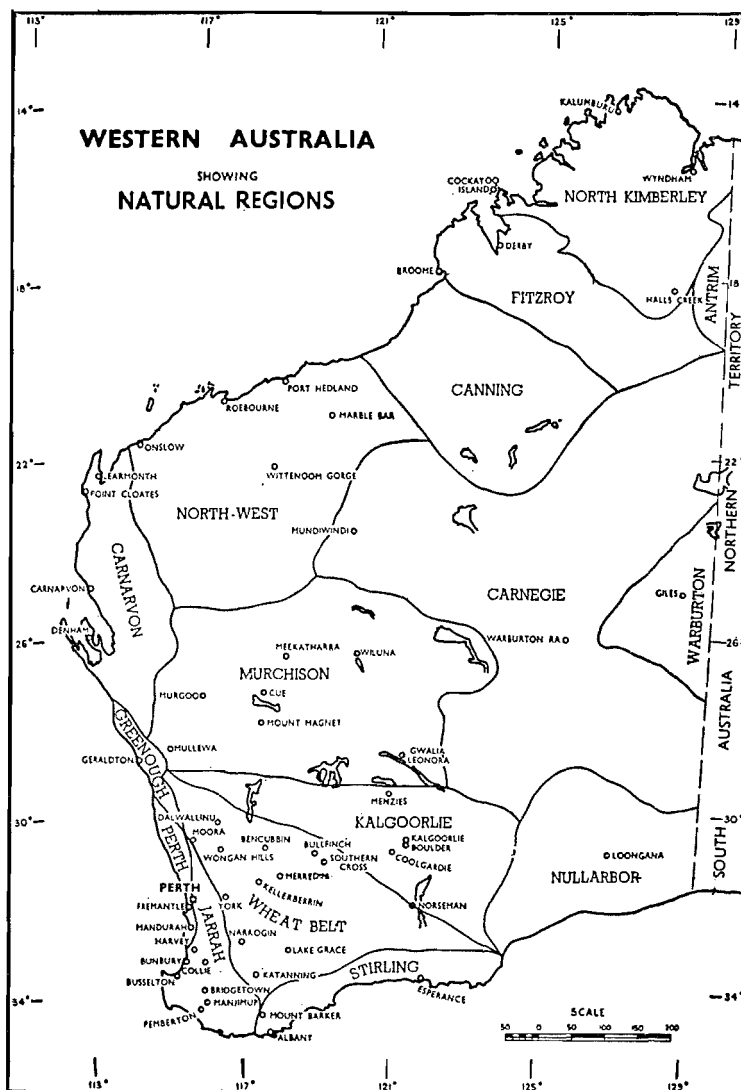 113°
117°
121°
125°
129°
14°
14
KALUMBURU
WESTERN AUSTRALIA
SHOWING
NATURAL REGIONS
WYNDHAM
COCKATOO
ISLAND
NORTH KIMBERLEY
DERBY
BROOME
18°
18
HALLS CREEK
FITZROY
ANTRIM
TERRITORY
PORT HEDLAND
CANNING
ROEBOURNE
MARBLE BAR
ONSLOW
22°
22°
LEARMONTH
WITTENOOM GORGE
POINT CLOATES
NORTH-WEST
NORTHERN
MUNDIWINDI
CARNARVON
CARNARVON
CARNEGIE
GILES
WARBURTON
DENHAM
26°
26°
WARBURTON RA
MEEKATHARRA
WILUNA
MURCHISON
MURGOO
CUE
MOUNT MAGNET
AUSTRALIA
GREENOUGH
MULLEWA
GERALDTON
GWALIA
LEONORA
MENZIES
30°
30°
DALWALLINU
KALGOORLIE
MOORA
PERTH
WONGAN HILLS
BENCUBBIN
BULLFINCH
SOUTHERN
CROSS
KALGOORLIE
BOULDER
COOLGARDIE
LOONGANA
SOUTH
MERREDIN
KELLERBERRIN
NULLARBOR
PERTH
FREMANTLE
YORK
WHEAT BELT
NORSEMAN
MANDURAH
JARRAH
HARVEY
NARROGIN
LAKE GRACE
BUNBURY
COLLIE
BUSSELTON
KATANNING
STIRLING
ESPERANCE
BRIDGETOWN
34°
34°
MANJIMUP
PEMBERTON
MOUNT BARKER
ALBANY
SCALE
50 0 50 100 150 200
113°
117°
121°
125°
129°